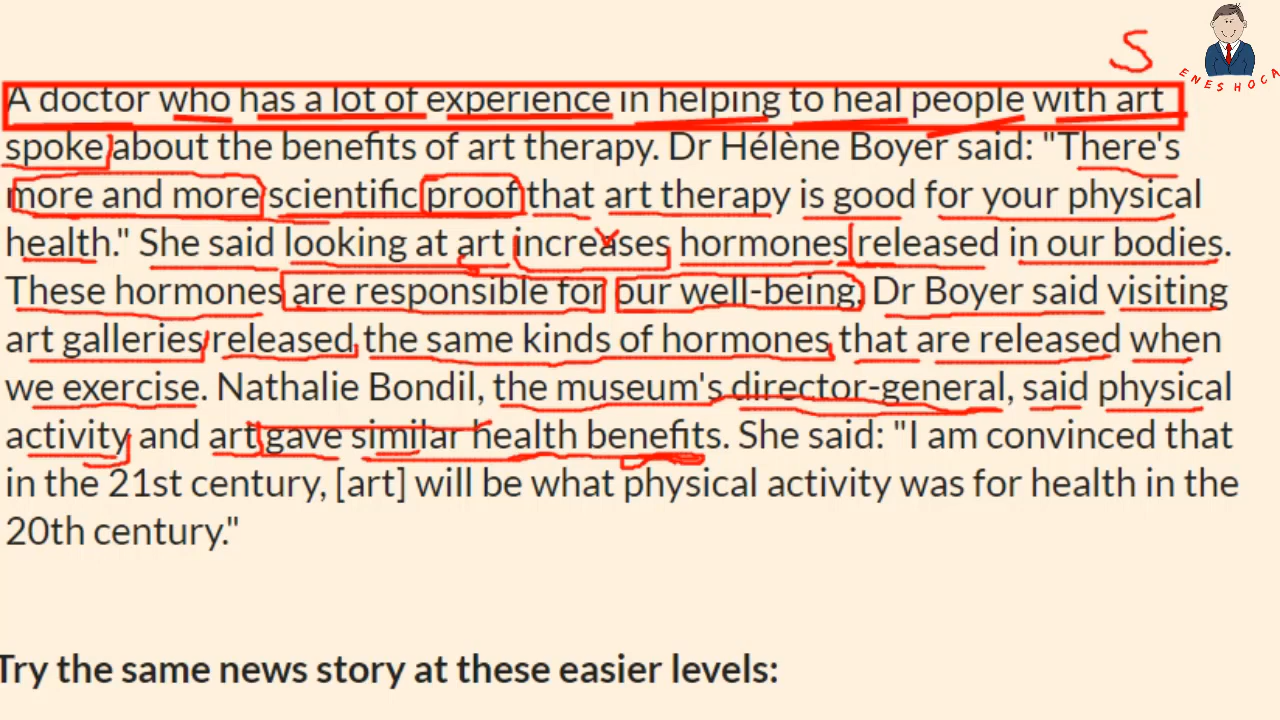 S
ENES HOCA
A doctor who has a lot of experience in helping to heal people with art
spoke about the benefits of art therapy. Dr Hélène Boyer said: "There's
more and more scientific proof that art therapy is good for your physical
health." She said looking at art increases hormones released in our bodies.
These hormones are responsible for our well-being. Dr Boyer said visiting
art galleries released the same kinds of hormones that are released when
we exercise. Nathalie Bondil, the museum's director-general, said physical
activity and art gave similar health benefits. She said: "I am convinced that
in the 21st century, [art] will be what physical activity was for health in the
20th century."
Try the same news story at these easier levels: